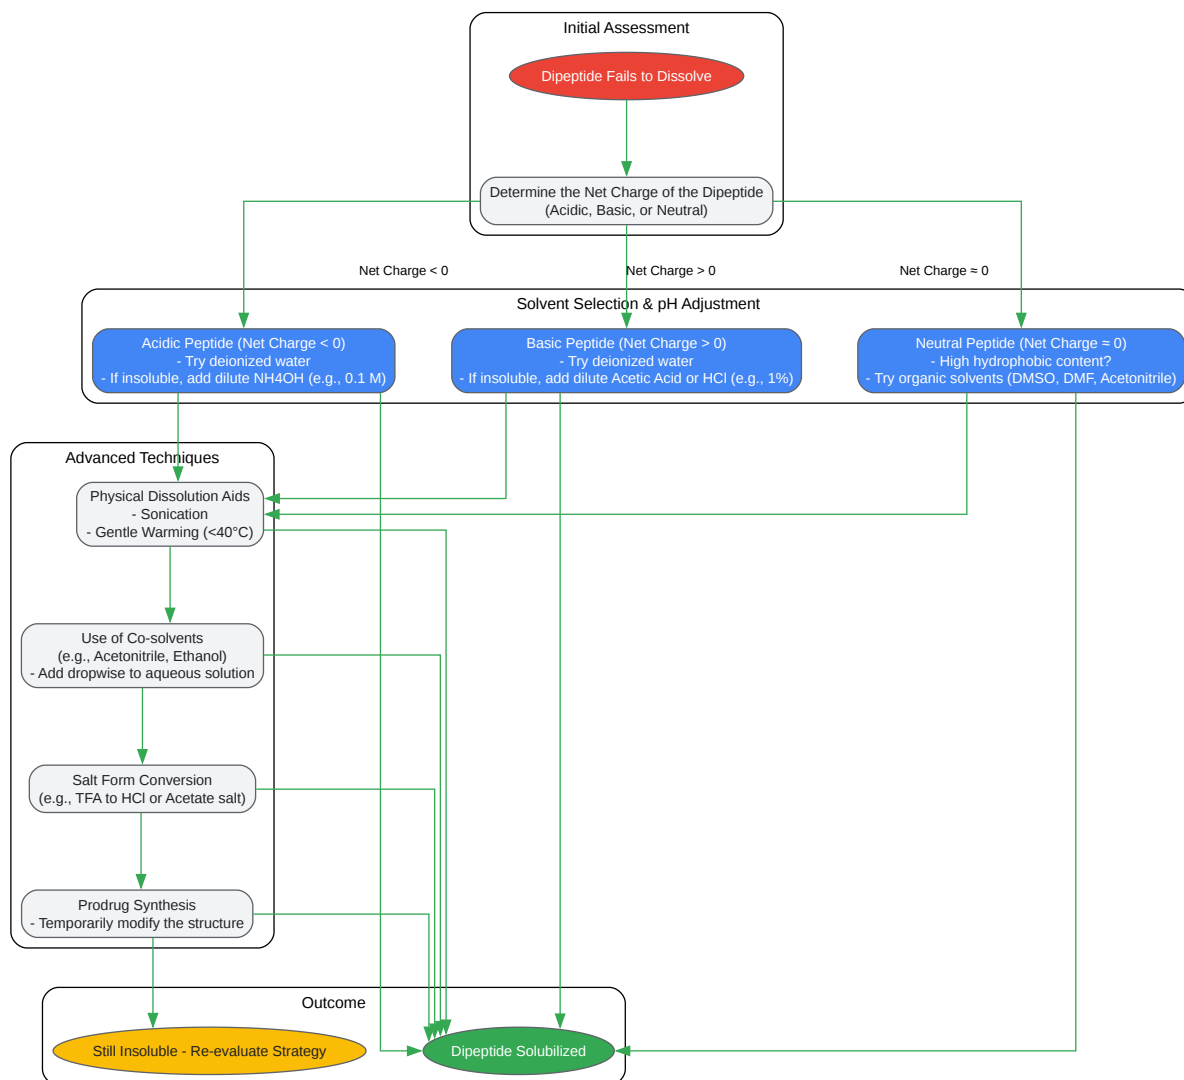 Initial Assessment
Dipeptide Fails to Dissolve
Determine the Net Charge of the Dipeptide
(Acidic, Basic, or Neutral)
Net Charge < 0
Net Charge > 0
Net Charge ≈ 0
Solvent Selection & pH Adjustment
Acidic Peptide (Net Charge < 0)
- Try deionized water
- If insoluble, add dilute NH4OH (e.g., 0.1 M)
Basic Peptide (Net Charge > 0)
- Try deionized water
- If insoluble, add dilute Acetic Acid or HCl (e.g., 1%)
Neutral Peptide (Net Charge ≈ 0)
- High hydrophobic content?
- Try organic solvents (DMSO, DMF, Acetonitrile)
Advanced Techniques
Physical Dissolution Aids
- Sonication
- Gentle Warming (<40°C)
Use of Co-solvents
(e.g., Acetonitrile, Ethanol)
- Add dropwise to aqueous solution
Salt Form Conversion
(e.g., TFA to HCl or Acetate salt)
Prodrug Synthesis
- Temporarily modify the structure
Outcome
Still Insoluble - Re-evaluate Strategy
Dipeptide Solubilized